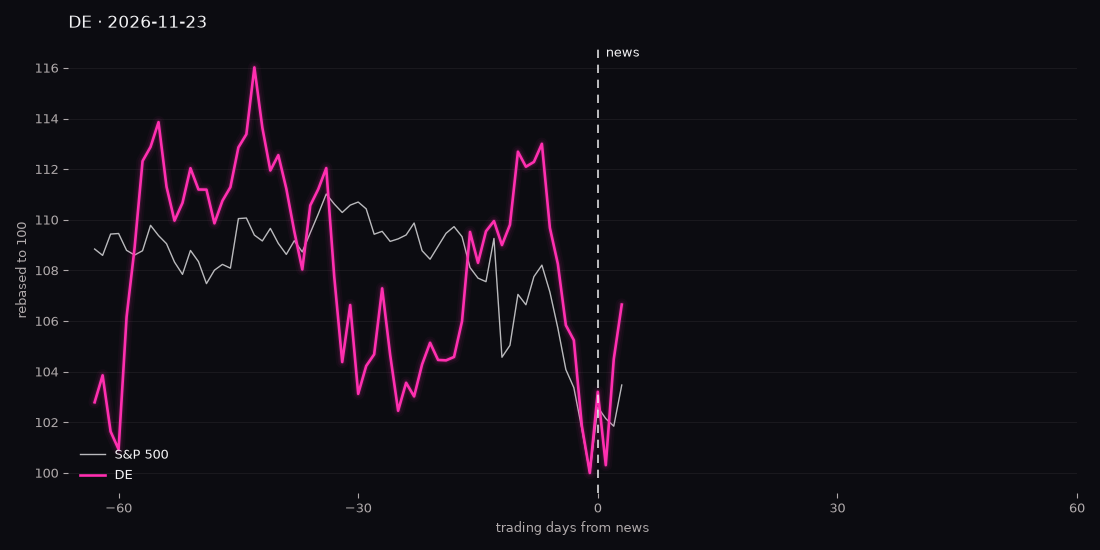 DE · 2026-11-23
news
116
114
112
110
108
106
104
102
100
rebased to 100
S&P 500
DE
−60
−30
0
30
60
trading days from news